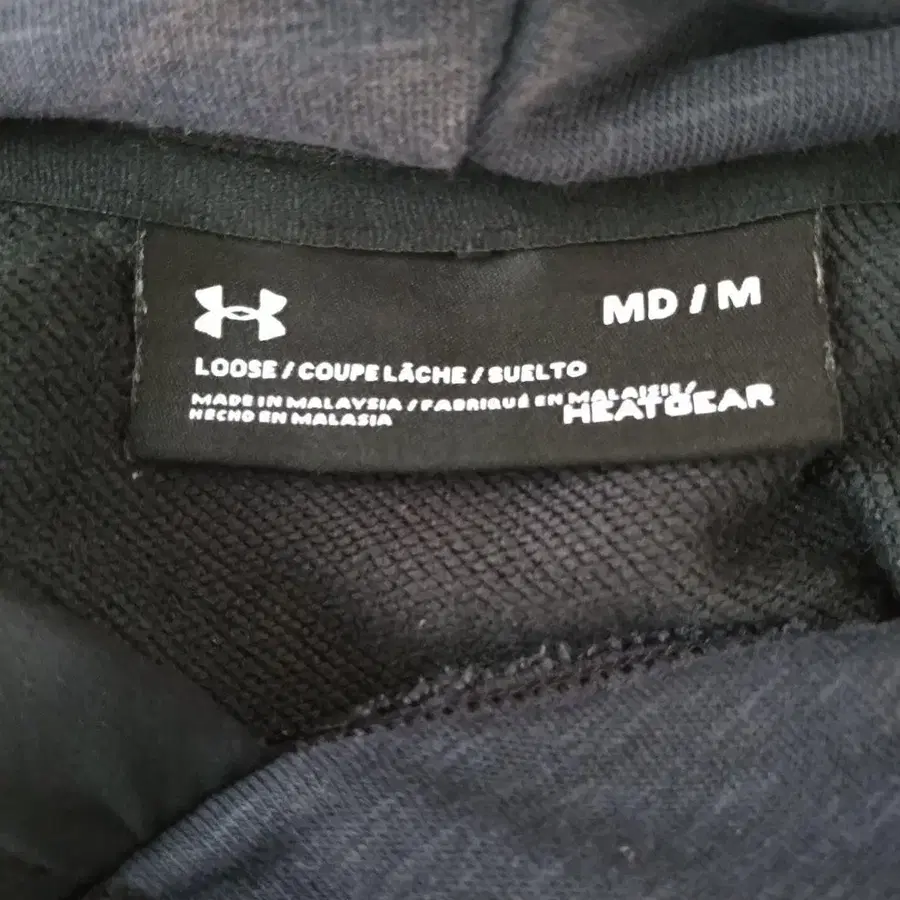 MD / M
LOOSE / COUPE LÂCHE / SUELTO
MADE IN MALAYSIA / FABRIQUÉ EN MALAISIE/
HECHO EN MALASIA
HEATGEAR